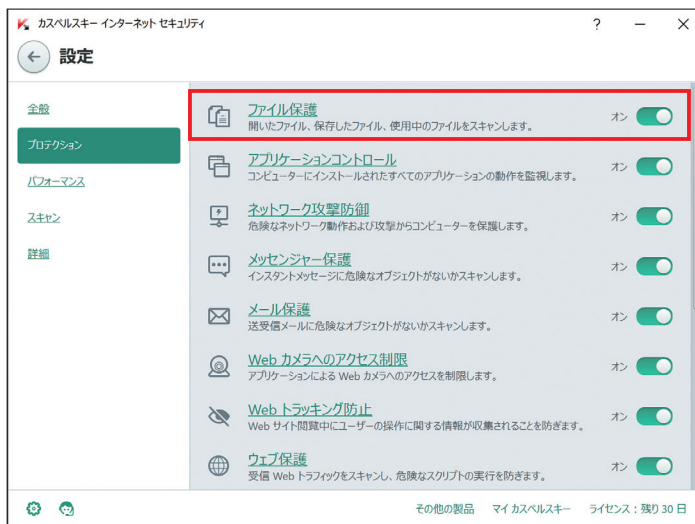 カスペルスキー インターネット セキュリティ
設定
全般
プロテクション
パフォーマンス
スキャン
詳細
ファイル保護
開いたファイル、保存したファイル、使用中のファイルをスキャンします。
オン
アプリケーションコントロール
コンピューターにインストールされたすべてのアプリケーションの動作を監視します。
オン
ネットワーク攻撃防御
危険なネットワーク動作および攻撃からコンピューターを保護します。
オン
メッセンジャー保護
インスタントメッセージに危険なオブジェクトがないかスキャンします。
オン
メール保護
送受信メールに危険なオブジェクトがないかスキャンします。
オン
Web カメラへのアクセス制限
アプリケーションによる Web カメラへのアクセスを制限します。
オン
Web トラッキング防止
Web サイト閲覧中にユーザーの操作に関する情報が収集されることを防ぎます。
オン
ウェブ保護
受信 Web トラフィックをスキャンし、危険なスクリプトの実行を防ぎます。
オン
その他の製品 マイ カスペルスキー ライセンス : 残り 30 日